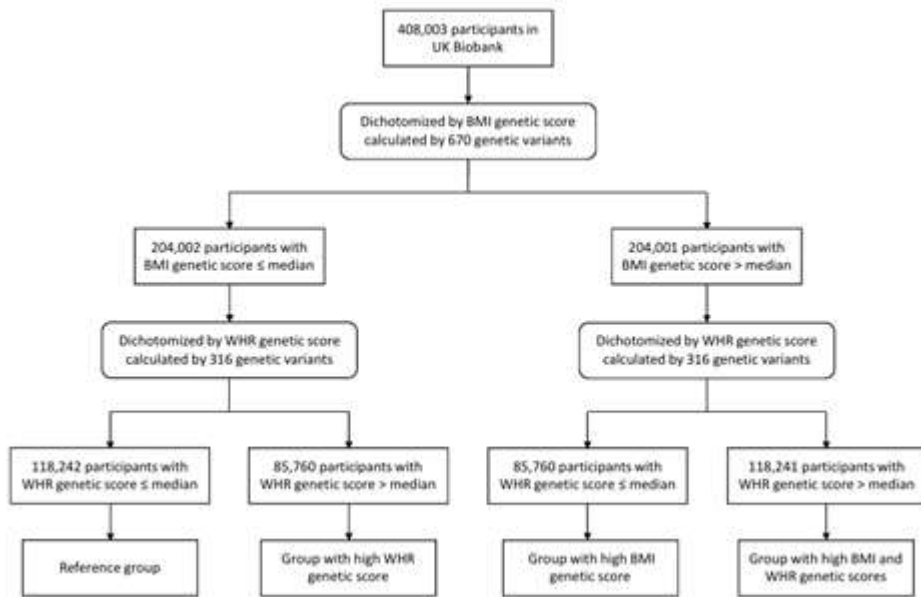 408,003 participants in
UK Biobank
Dichotomized by BMI genetic score
calculated by 670 genetic variants
204,002 participants with
BMI genetic score ≤ median
204,001 participants with
BMI genetic score > median
Dichotomized by WHR genetic score
calculated by 316 genetic variants
Dichotomized by WHR genetic score
calculated by 316 genetic variants
118,242 participants with
WHR genetic score ≤ median
85,760 participants with
WHR genetic score > median
85,760 participants with
WHR genetic score ≤ median
118,241 participants with
WHR genetic score > median
Reference group
Group with high WHR
genetic score
Group with high BMI
genetic score
Group with high BMI and
WHR genetic scores